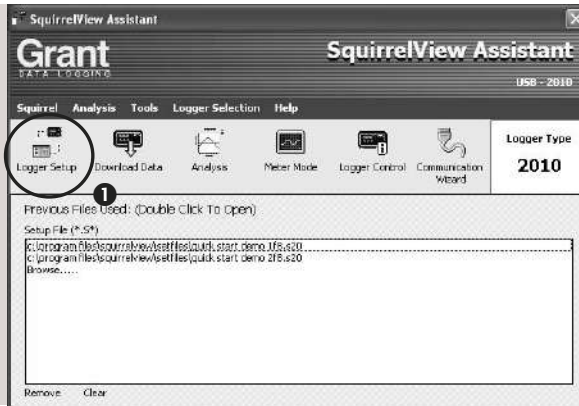 SquirrelView Assistant
Grant
DATA LOGGING
SquirrelView Assistant
USB - 2010
Squirrel Analysis Tools Logger Selection Help
Logger Setup Download Data Analysis Meter Mode Logger Control Communication Wizard
Logger Type
2010
1
Previous Files Used: (Double Click To Open)
Setup File (*.S*)
c:\program files\squirrelview\setfiles\quick start demo 1f8.s20
c:\program files\squirrelview\setfiles\quick start demo 2f8.s20
Browse.....
Remove Clear